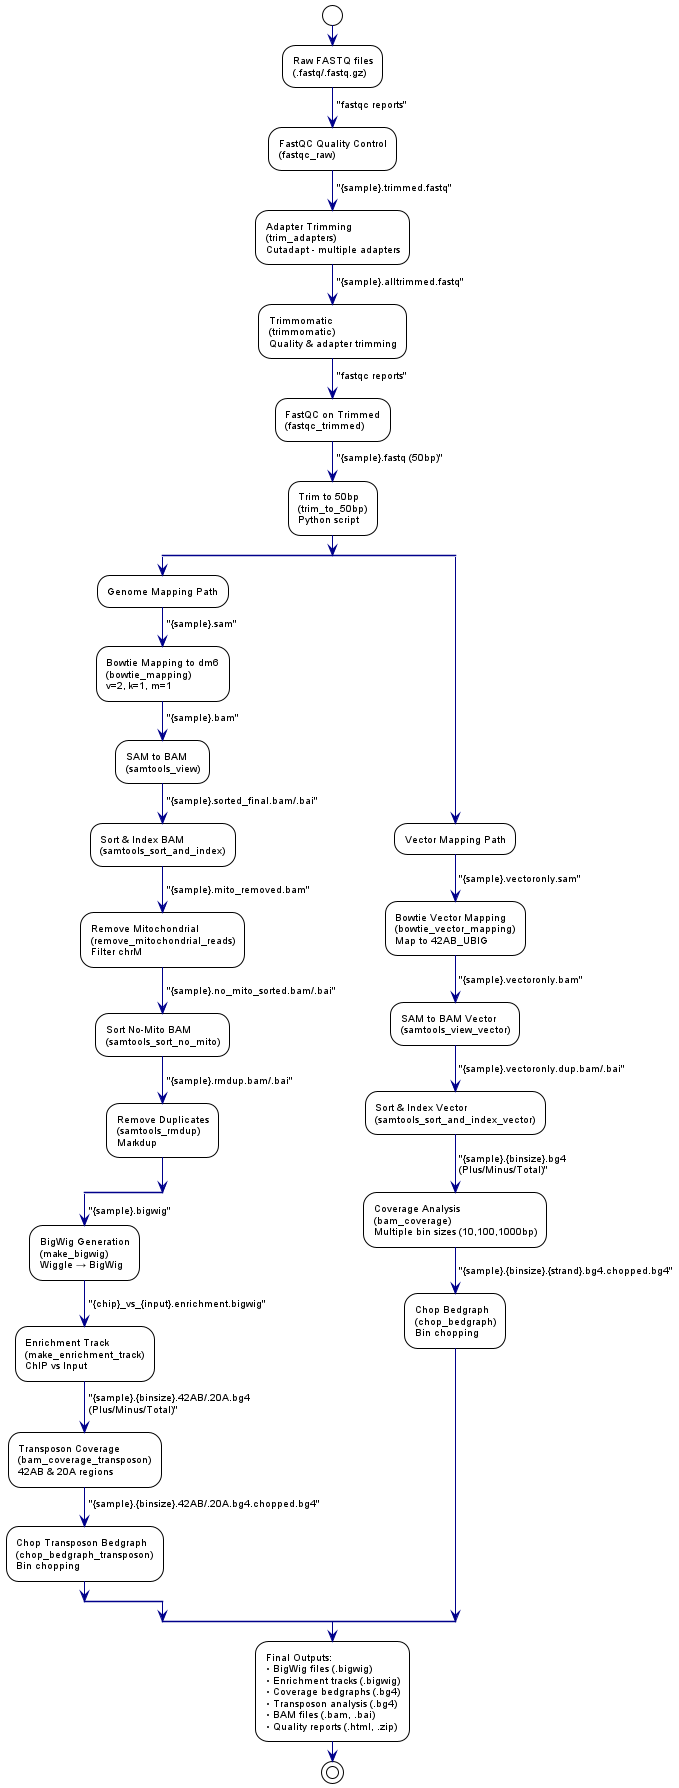 Raw FASTQ files
(.fastq/.fastq.gz)
"fastqc reports"
FastQC Quality Control
(fastqc_raw)
"{sample}.trimmed.fastq"
Adapter Trimming
(trim_adapters)
Cutadapt - multiple adapters
"{sample}.alltrimmed.fastq"
Trimmomatic
(trimmomatic)
Quality & adapter trimming
"fastqc reports"
FastQC on Trimmed
(fastqc_trimmed)
"{sample}.fastq (50bp)"
Trim to 50bp
(trim_to_50bp)
Python script
Genome Mapping Path
"{sample}.sam"
Bowtie Mapping to dm6
(bowtie_mapping)
v=2, k=1, m=1
"{sample}.bam"
SAM to BAM
(samtools_view)
"{sample}.sorted_final.bam/.bai"
Sort & Index BAM
(samtools_sort_and_index)
"{sample}.mito_removed.bam"
Remove Mitochondrial
(remove_mitochondrial_reads)
Filter chrM
"{sample}.no_mito_sorted.bam/.bai"
Sort No-Mito BAM
(samtools_sort_no_mito)
"{sample}.rmdup.bam/.bai"
Remove Duplicates
(samtools_rmdup)
Markdup
"{sample}.bigwig"
BigWig Generation
(make_bigwig)
Wiggle → BigWig
"{chip}_vs_{input}.enrichment.bigwig"
Enrichment Track
(make_enrichment_track)
ChIP vs Input
"{sample}.{binsize}.42AB/.20A.bg4
(Plus/Minus/Total)"
Transposon Coverage
(bam_coverage_transposon)
42AB & 20A regions
"{sample}.{binsize}.42AB/.20A.bg4.chopped.bg4"
Chop Transposon Bedgraph
(chop_bedgraph_transposon)
Bin chopping
Vector Mapping Path
"{sample}.vectoronly.sam"
Bowtie Vector Mapping
(bowtie_vector_mapping)
Map to 42AB_UBIG
"{sample}.vectoronly.bam"
SAM to BAM Vector
(samtools_view_vector)
"{sample}.vectoronly.dup.bam/.bai"
Sort & Index Vector
(samtools_sort_and_index_vector)
"{sample}.{binsize}.bg4
(Plus/Minus/Total)"
Coverage Analysis
(bam_coverage)
Multiple bin sizes (10,100,1000bp)
"{sample}.{binsize}.{strand}.bg4.chopped.bg4"
Chop Bedgraph
(chop_bedgraph)
Bin chopping
Final Outputs:
• BigWig files (.bigwig)
• Enrichment tracks (.bigwig)
• Coverage bedgraphs (.bg4)
• Transposon analysis (.bg4)
• BAM files (.bam, .bai)
• Quality reports (.html, .zip)